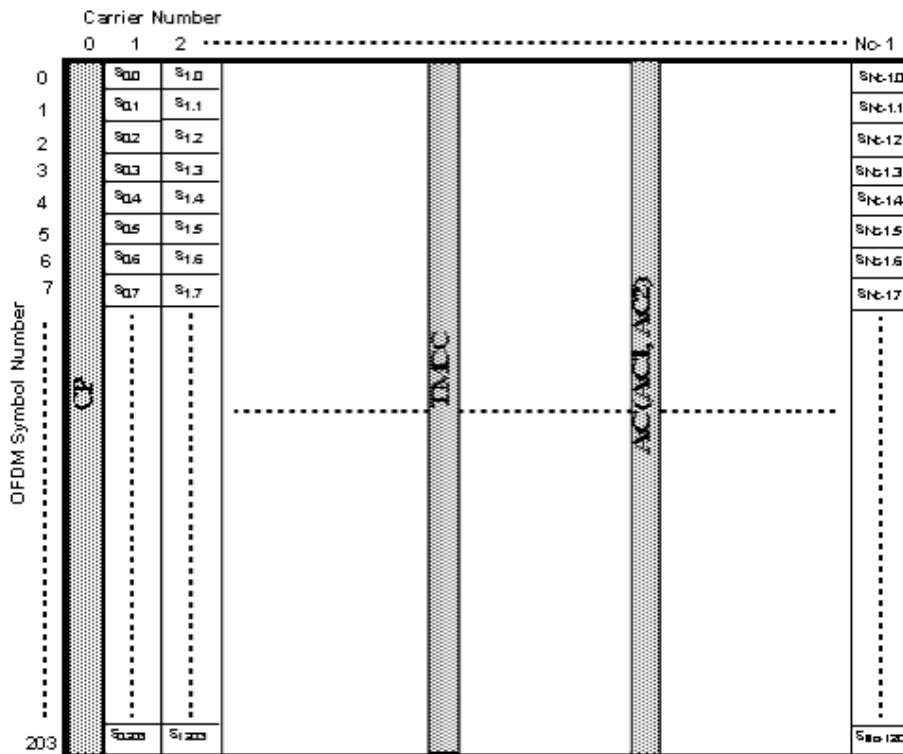 Carrier Number
0 1 2 Nc-1
0 S0.0 S1.0 SNc-1.0
1 S0.1 S1.1 SNc-1.1
2 S0.2 S1.2 SNc-1.2
3 S0.3 S1.3 SNc-1.3
4 S0.4 S1.4 SNc-1.4
5 S0.5 S1.5 SNc-1.5
6 S0.6 S1.6 SNc-1.6
7 S0.7 S1.7 SNc-1.7
OFDM Symbol Number
CP
TMCC
AC (AC1, AC2)
203 S0.203 S1.203